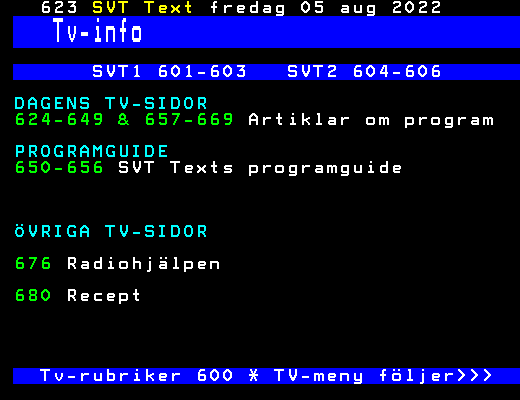 623 SVT Text fredag 05 aug 2022
Tv-info
SVT1 601-603 SVT2 604-606
DAGENS TV-SIDOR
624-649 & 657-669 Artiklar om program
PROGRAMGUIDE
650-656 SVT Texts programguide
ÖVRIGA TV-SIDOR
676 Radiohjälpen
680 Recept
Tv-rubriker 600 * TV-meny följer>>>